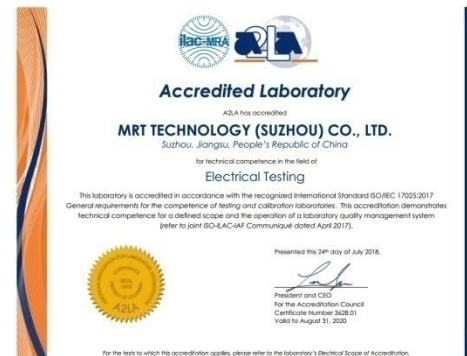 ilac-MRA
A2LA
Accredited Laboratory
A2LA has accredited
MRT TECHNOLOGY (SUZHOU) CO., LTD.
Suzhou, Jiangsu, People's Republic of China
for technical competence in the field of
Electrical Testing
This laboratory is accredited in accordance with the recognized International Standard ISO/IEC 17025:2017
General requirements for the competence of testing and calibration laboratories. This accreditation demonstrates
technical competence for a defined scope and the operation of a laboratory quality management system
(refer to joint ISO-ILAC-IAF Communiqué dated April 2017).
Presented this 24th day of July 2018.
President and CEO
For the Accreditation Council
Certificate Number 3628.01
Valid to August 31, 2020
CORPORATE
SEAL
A2LA
For the tests to which this accreditation applies, please refer to the laboratory's Electrical Scope of Accreditation.